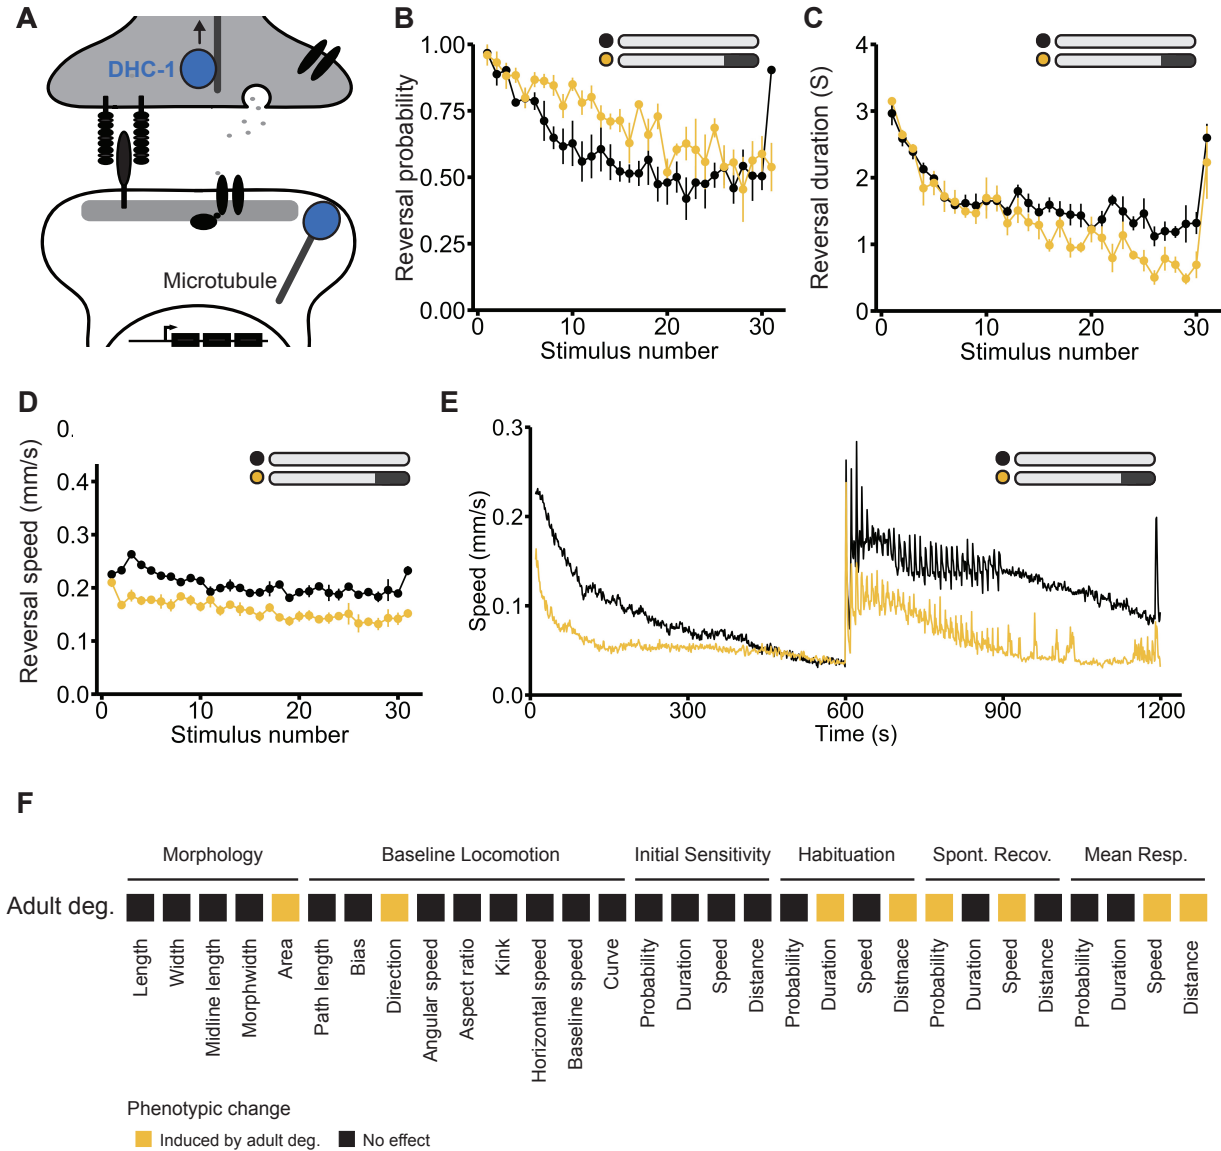 A
DHC-1
Microtubule
B
Reversal probability
1.00
0.75
0.50
0.25
0.00
0
10
20
30
Stimulus number
C
Reversal duration (S)
4
3
2
1
0
0
10
20
30
Stimulus number
D
Reversal speed (mm/s)
0.
0.4
0.3
0.2
0.1
0.0
0
10
20
30
Stimulus number
E
Speed (mm/s)
0.3
0.2
0.1
0.0
0
300
600
900
1200
Time (s)
F
Morphology
Baseline Locomotion
Initial Sensitivity
Habituation
Spont. Recov.
Mean Resp.
Adult deg.
Length
Width
Midline length
Morphwidth
Area
Path length
Bias
Direction
Angular speed
Aspect ratio
Kink
Horizontal speed
Baseline speed
Curve
Probability
Duration
Speed
Distance
Probability
Duration
Speed
Distnace
Probability
Duration
Speed
Distance
Probability
Duration
Speed
Distance
Phenotypic change
Induced by adult deg.
No effect